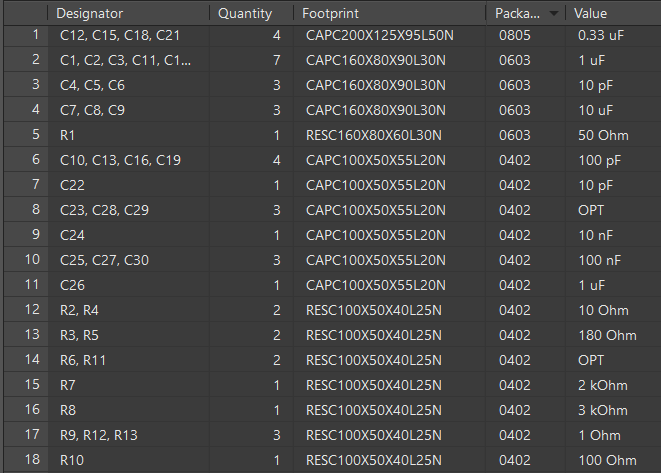 Designator Quantity Footprint Packa... Value
1 C12, C15, C18, C21 4 CAPC200X125X95L50N 0805 0.33 uF
2 C1, C2, C3, C11, C1... 7 CAPC160X80X90L30N 0603 1 uF
3 C4, C5, C6 3 CAPC160X80X90L30N 0603 10 pF
4 C7, C8, C9 3 CAPC160X80X90L30N 0603 10 uF
5 R1 1 RESC160X80X60L30N 0603 50 Ohm
6 C10, C13, C16, C19 4 CAPC100X50X55L20N 0402 100 pF
7 C22 1 CAPC100X50X55L20N 0402 10 pF
8 C23, C28, C29 3 CAPC100X50X55L20N 0402 OPT
9 C24 1 CAPC100X50X55L20N 0402 10 nF
10 C25, C27, C30 3 CAPC100X50X55L20N 0402 100 nF
11 C26 1 CAPC100X50X55L20N 0402 1 uF
12 R2, R4 2 RESC100X50X40L25N 0402 10 Ohm
13 R3, R5 2 RESC100X50X40L25N 0402 180 Ohm
14 R6, R11 2 RESC100X50X40L25N 0402 OPT
15 R7 1 RESC100X50X40L25N 0402 2 kOhm
16 R8 1 RESC100X50X40L25N 0402 3 kOhm
17 R9, R12, R13 3 RESC100X50X40L25N 0402 1 Ohm
18 R10 1 RESC100X50X40L25N 0402 100 Ohm